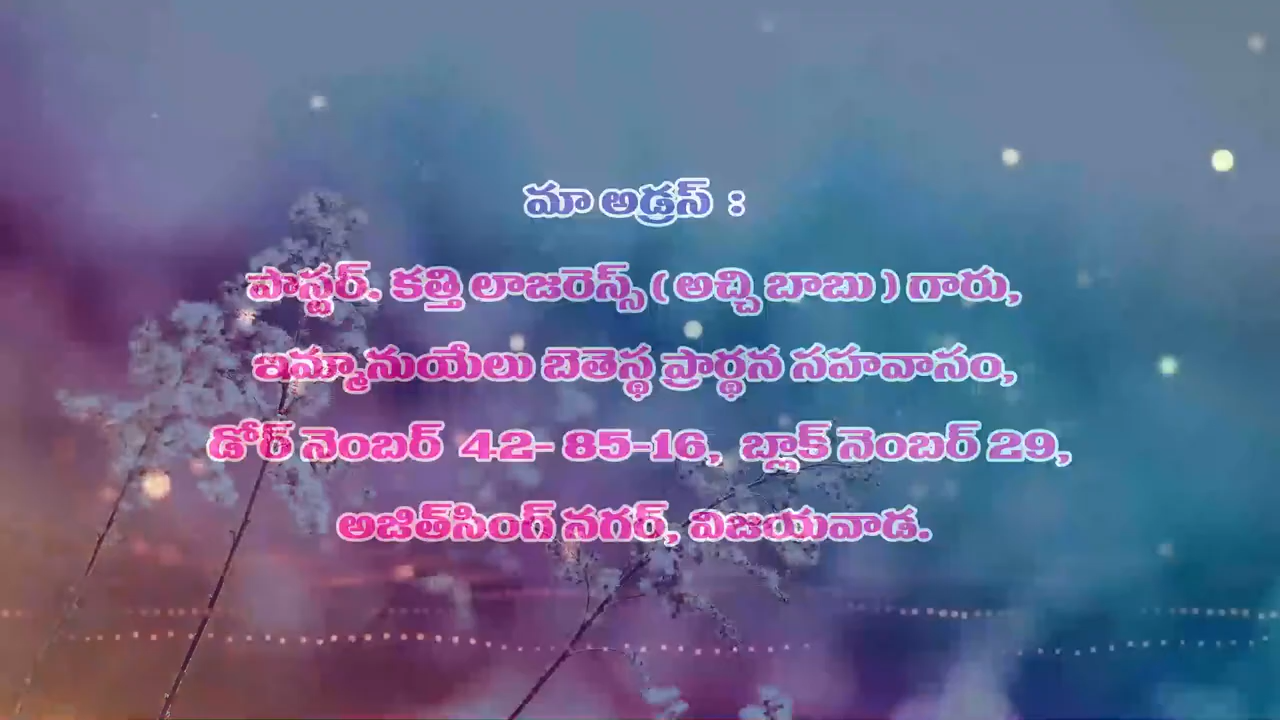 మా అడ్రస్ :
పాస్టర్. కత్తి లాజరెస్స్ ( అచ్చి బాబు ) గారు,
ఇమ్మానుయేలు బెతెస్థ ప్రార్థన సహవాసం,
డోర్ నెంబర్ 42- 85-16, బ్లాక్ నెంబర్ 29,
అజిత్‌సింగ్ నగర్, విజయవాడ.